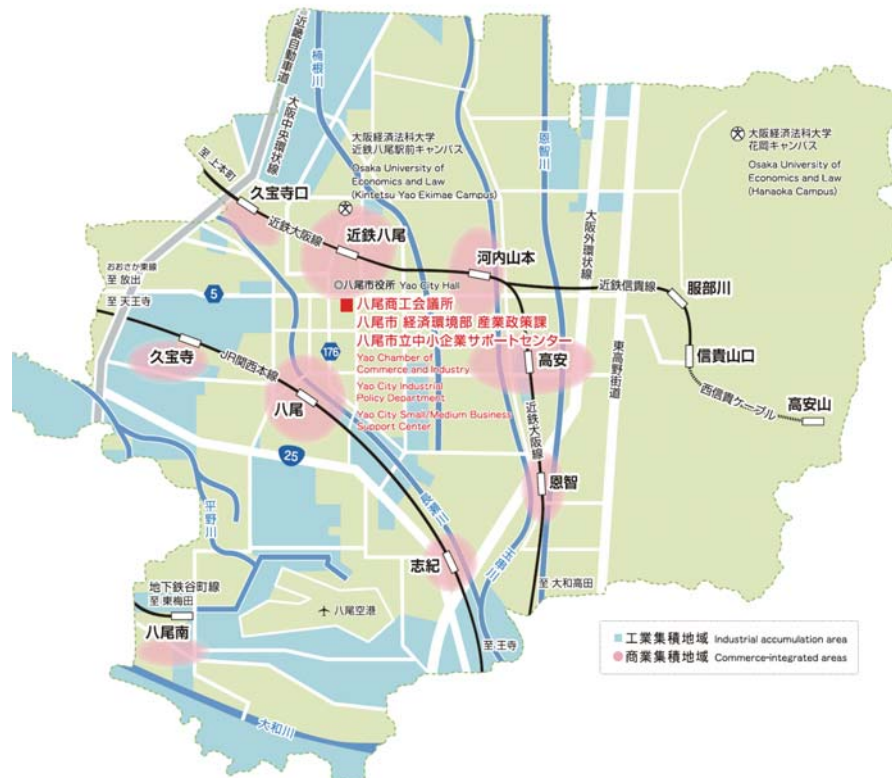 近畿自動車道
大阪中央環状線
楠根川
恩智川
大阪経済法科大学
近鉄八尾駅前キャンパス
Osaka University of
Economics and Law
(Kintetsu Yao Ekimae Campus)
大阪経済法科大学
花岡キャンパス
Osaka University of
Economics and Law
(Hanaoka Campus)
至 上本町
久宝寺口
近鉄大阪線
近鉄八尾
河内山本
大阪外環状線
近鉄信貴線
服部川
おおさか東線
至 放出
至 天王寺
5
○八尾市役所 Yao City Hall
八尾商工会議所
八尾市 経済環境部 産業政策課
八尾市立中小企業サポートセンター
Yao Chamber of
Commerce and Industry
Yao City Industrial
Policy Department
Yao City Small/Medium Business
Support Center
176
久宝寺
JR関西本線
八尾
高安
東高野街道
信貴山口
西信貴ケーブル
高安山
近鉄大阪線
25
恩智
平野川
長瀬川
玉串川
志紀
至 大和高田
地下鉄谷町線
至 東梅田
八尾南
八尾空港
至 王寺
大和川
工業集積地域 Industrial accumulation area
商業集積地域 Commerce-integrated areas